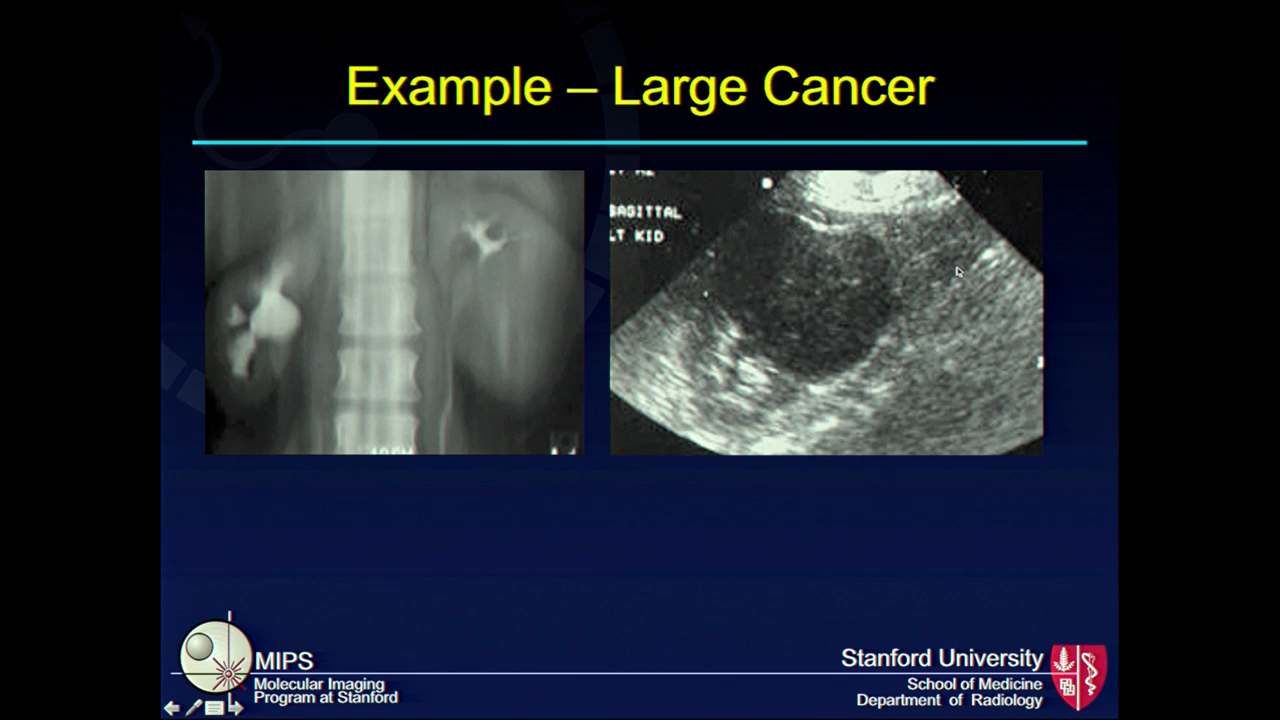 Example – Large Cancer
SAGITTAL
LT KID
MIPS
Molecular Imaging
Program at Stanford
Stanford University
School of Medicine
Department of Radiology